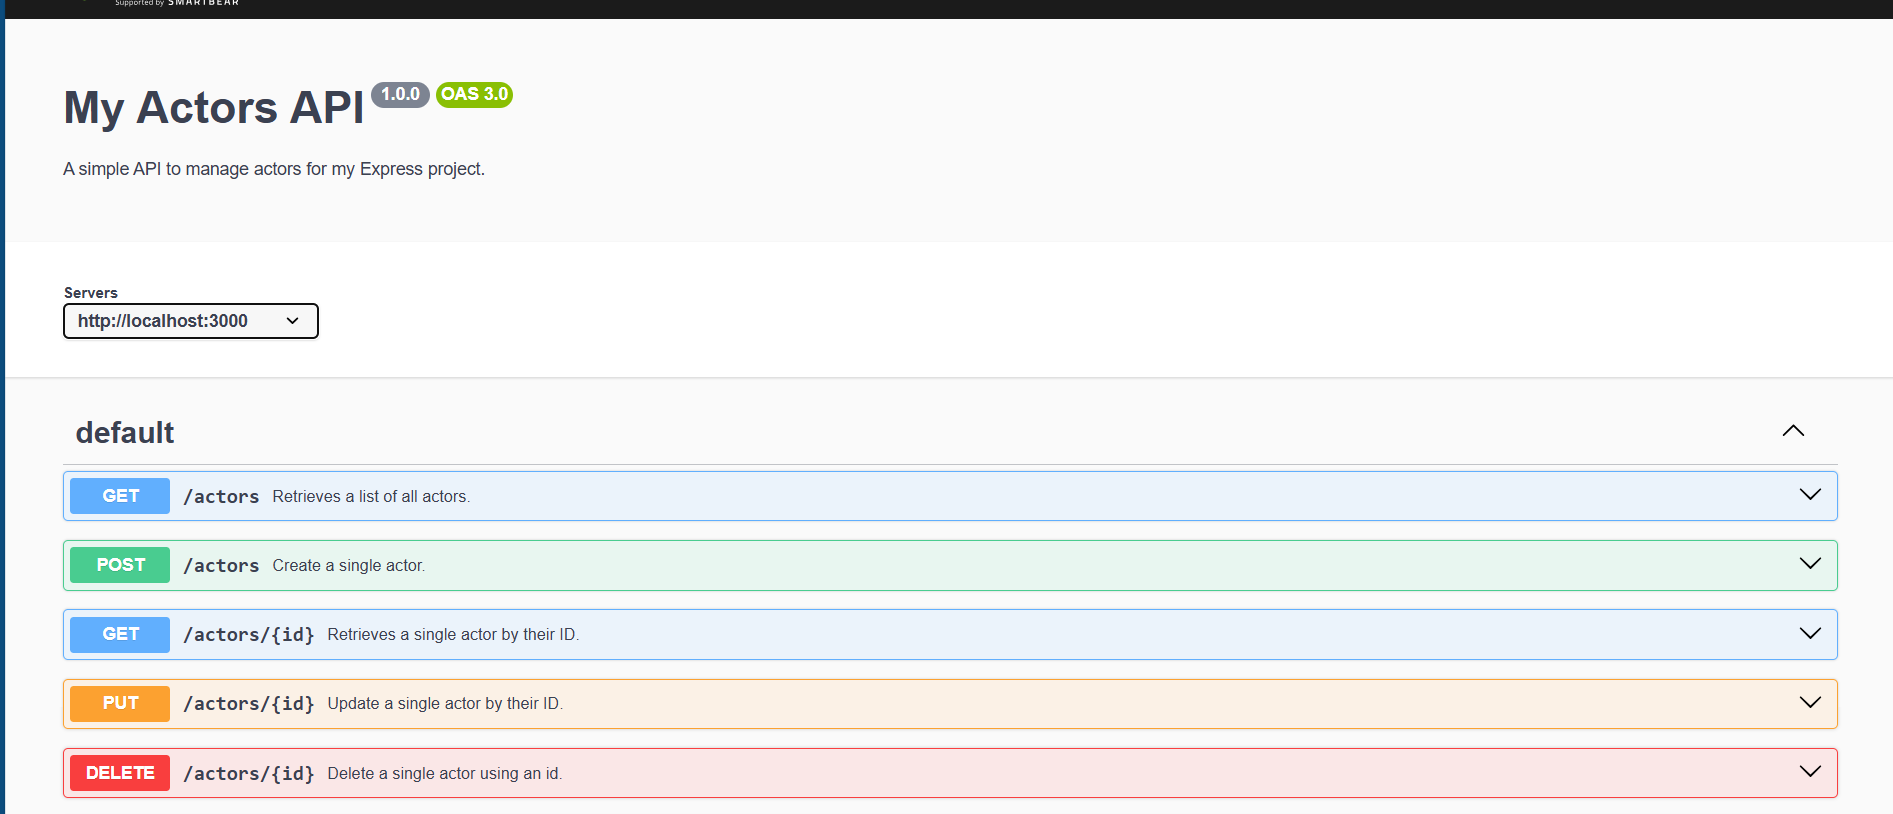 Supported by SMARTBEAR
My Actors API 1.0.0 OAS 3.0
A simple API to manage actors for my Express project.
Servers
http://localhost:3000
default
GET /actors Retrieves a list of all actors.
POST /actors Create a single actor.
GET /actors/{id} Retrieves a single actor by their ID.
PUT /actors/{id} Update a single actor by their ID.
DELETE /actors/{id} Delete a single actor using an id.